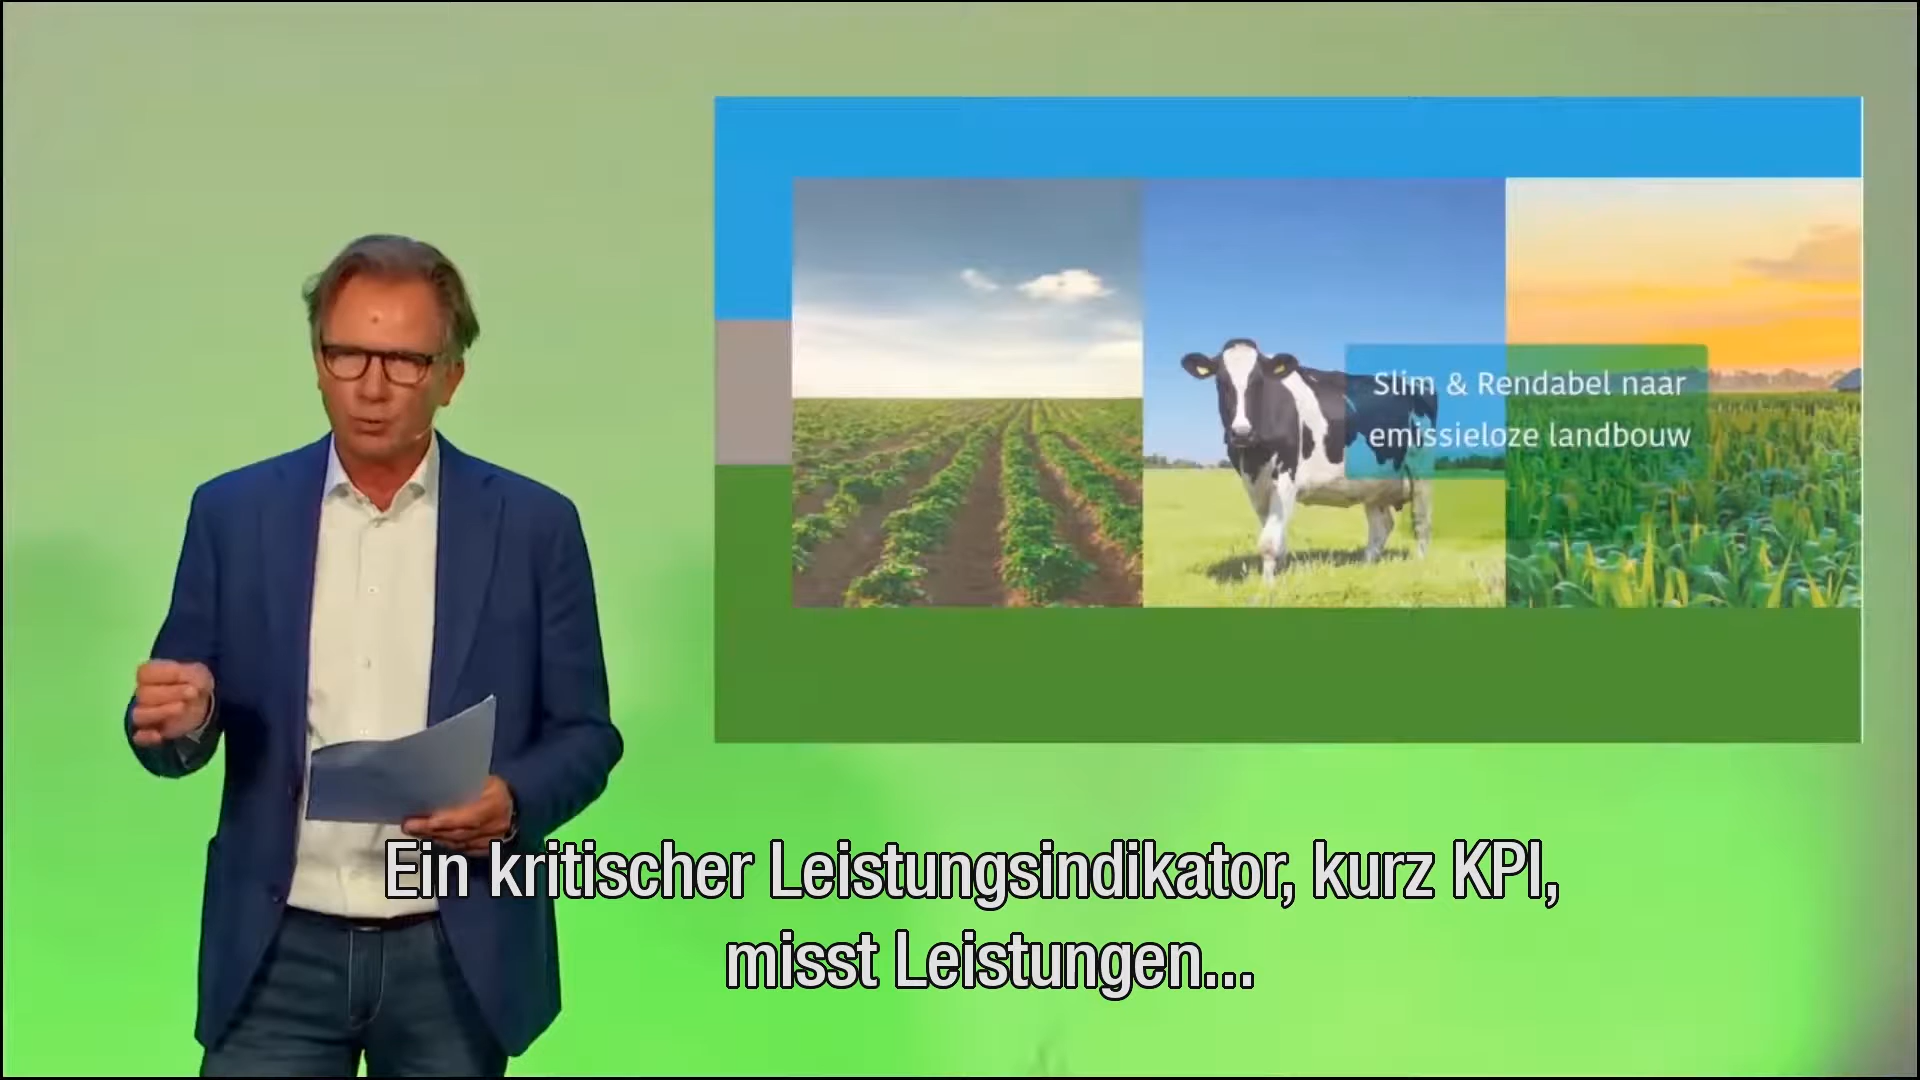 Slim & Rendabel naar
emissieloze landbouw
Ein kritischer Leistungsindikator, kurz KPI,
misst Leistungen...